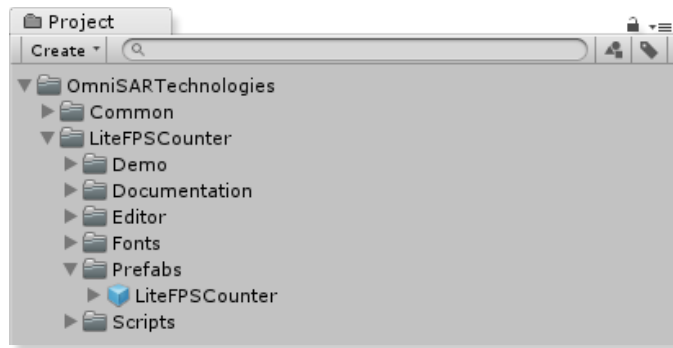 Project
Create
OmniSARTechnologies
Common
LiteFPSCounter
Demo
Documentation
Editor
Fonts
Prefabs
LiteFPSCounter
Scripts